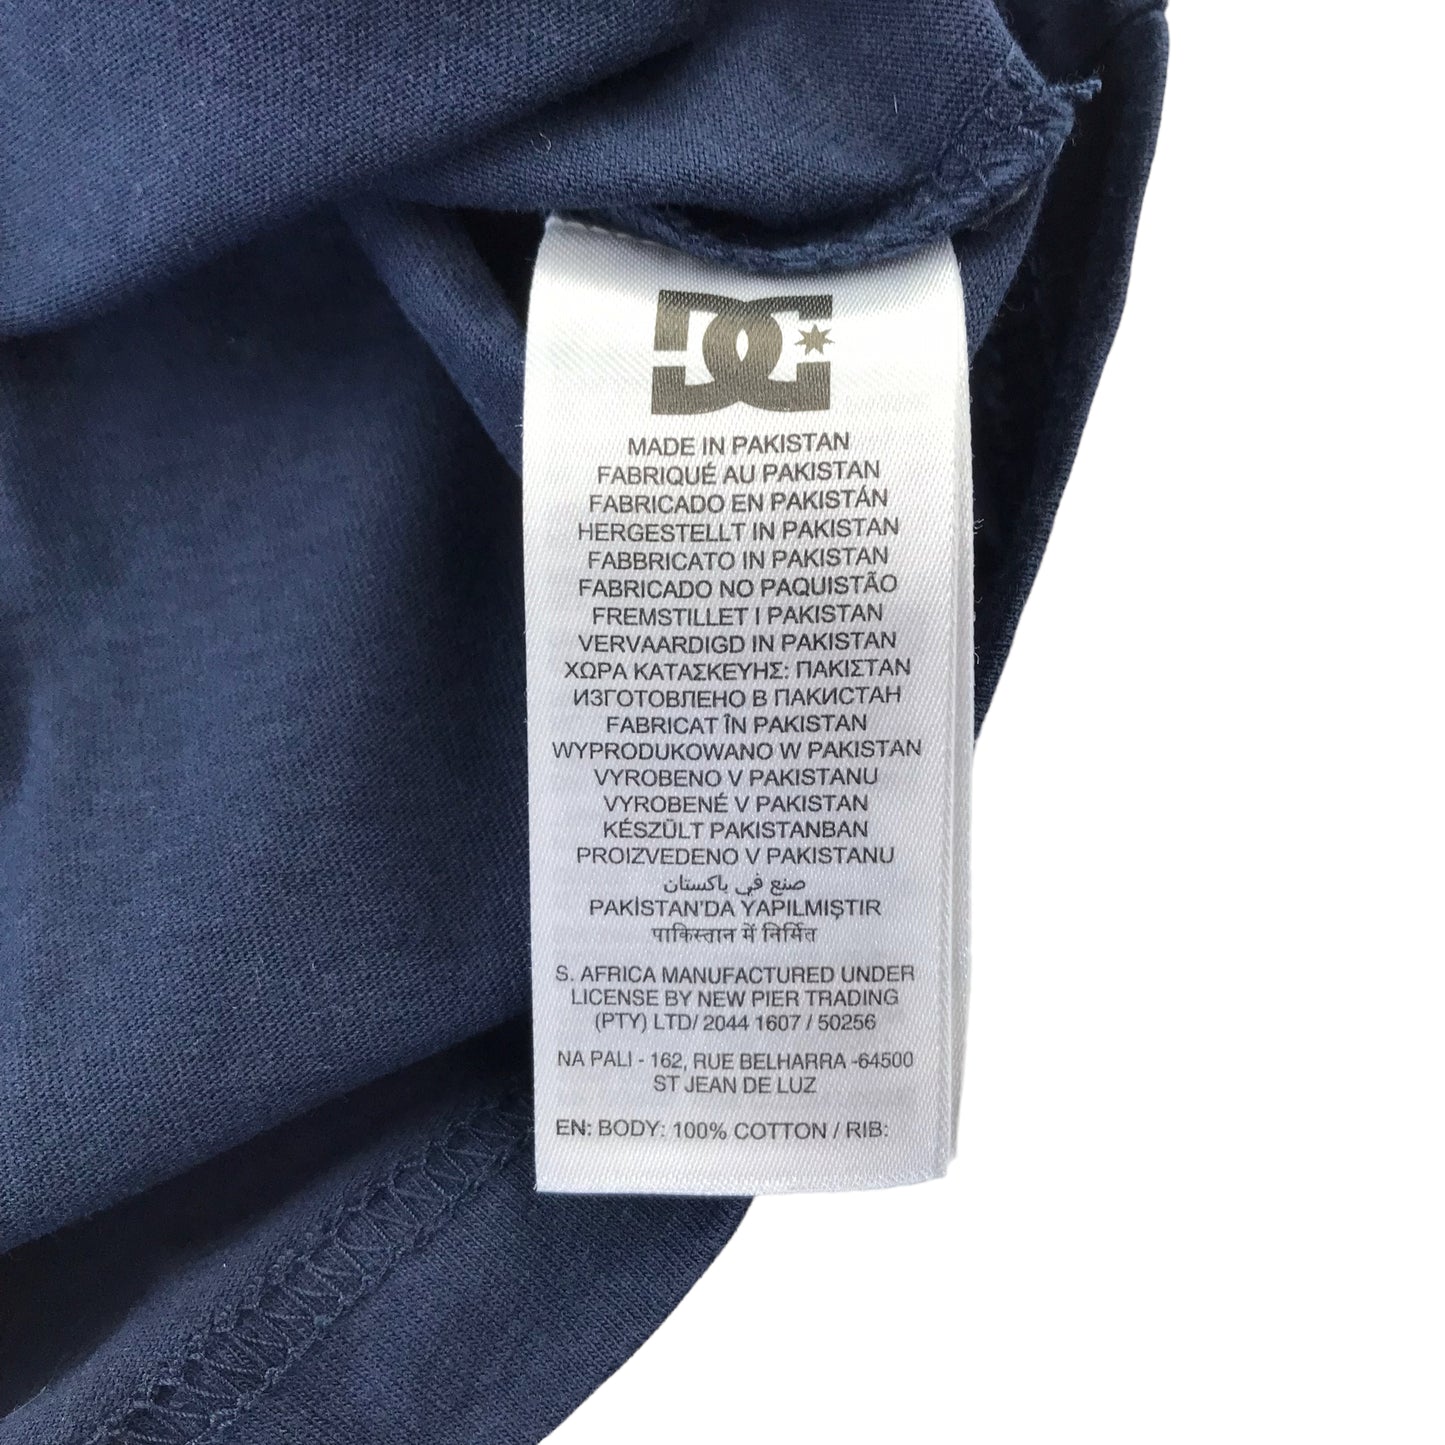 DC
MADE IN PAKISTAN
FABRIQUÉ AU PAKISTAN
FABRICADO EN PAKISTÁN
HERGESTELLT IN PAKISTAN
FABBRICATO IN PAKISTAN
FABRICADO NO PAQUISTÃO
FREMSTILLET I PAKISTAN
VERVAARDIGD IN PAKISTAN
ΧΩΡΑ ΚΑΤΑΣΚΕΥΗΣ: ΠΑΚΙΣΤΑΝ
ИЗГОТОВЛЕНО В ПАКИСТАН
FABRICAT ÎN PAKISTAN
WYPRODUKOWANO W PAKISTAN
VYROBENO V PAKISTANU
VYROBENÉ V PAKISTAN
KÉSZÜLT PAKISTANBAN
PROIZVEDENO V PAKISTANU
صنع في باكستان
PAKİSTAN'DA YAPILMIŞTIR
पाकिस्तान में निर्मित
S. AFRICA MANUFACTURED UNDER
LICENSE BY NEW PIER TRADING
(PTY) LTD/ 2044 1607 / 50256
NA PALI - 162, RUE BELHARRA -64500
ST JEAN DE LUZ
EN: BODY: 100% COTTON / RIB: